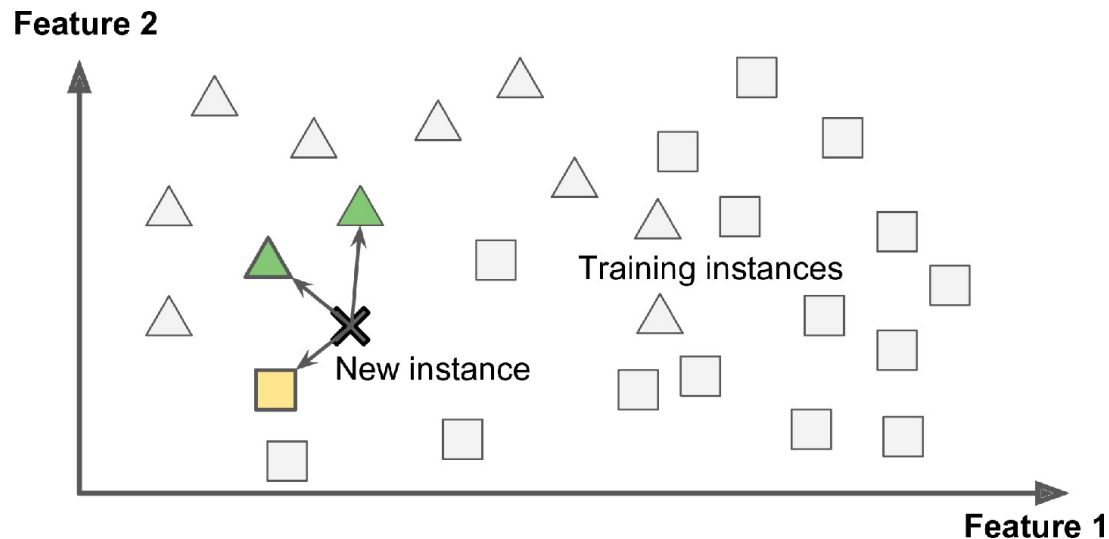 Feature 2
Training instances
New instance
Feature 1